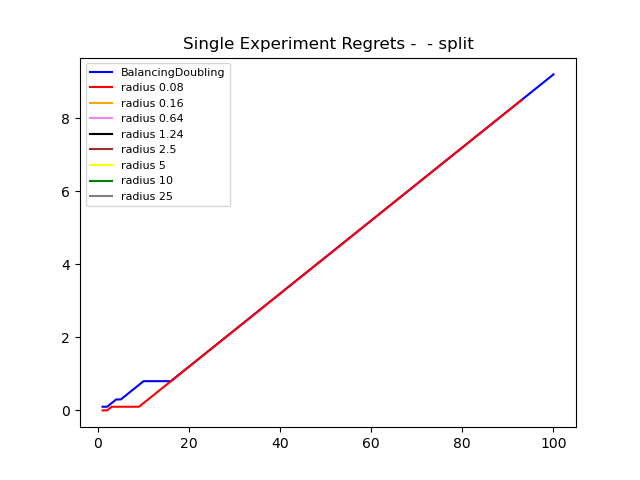 Single Experiment Regrets -  - split
BalancingDoubling
radius 0.08
radius 0.16
radius 0.64
radius 1.24
radius 2.5
radius 5
radius 10
radius 25
8
6
4
2
0
0 20 40 60 80 100